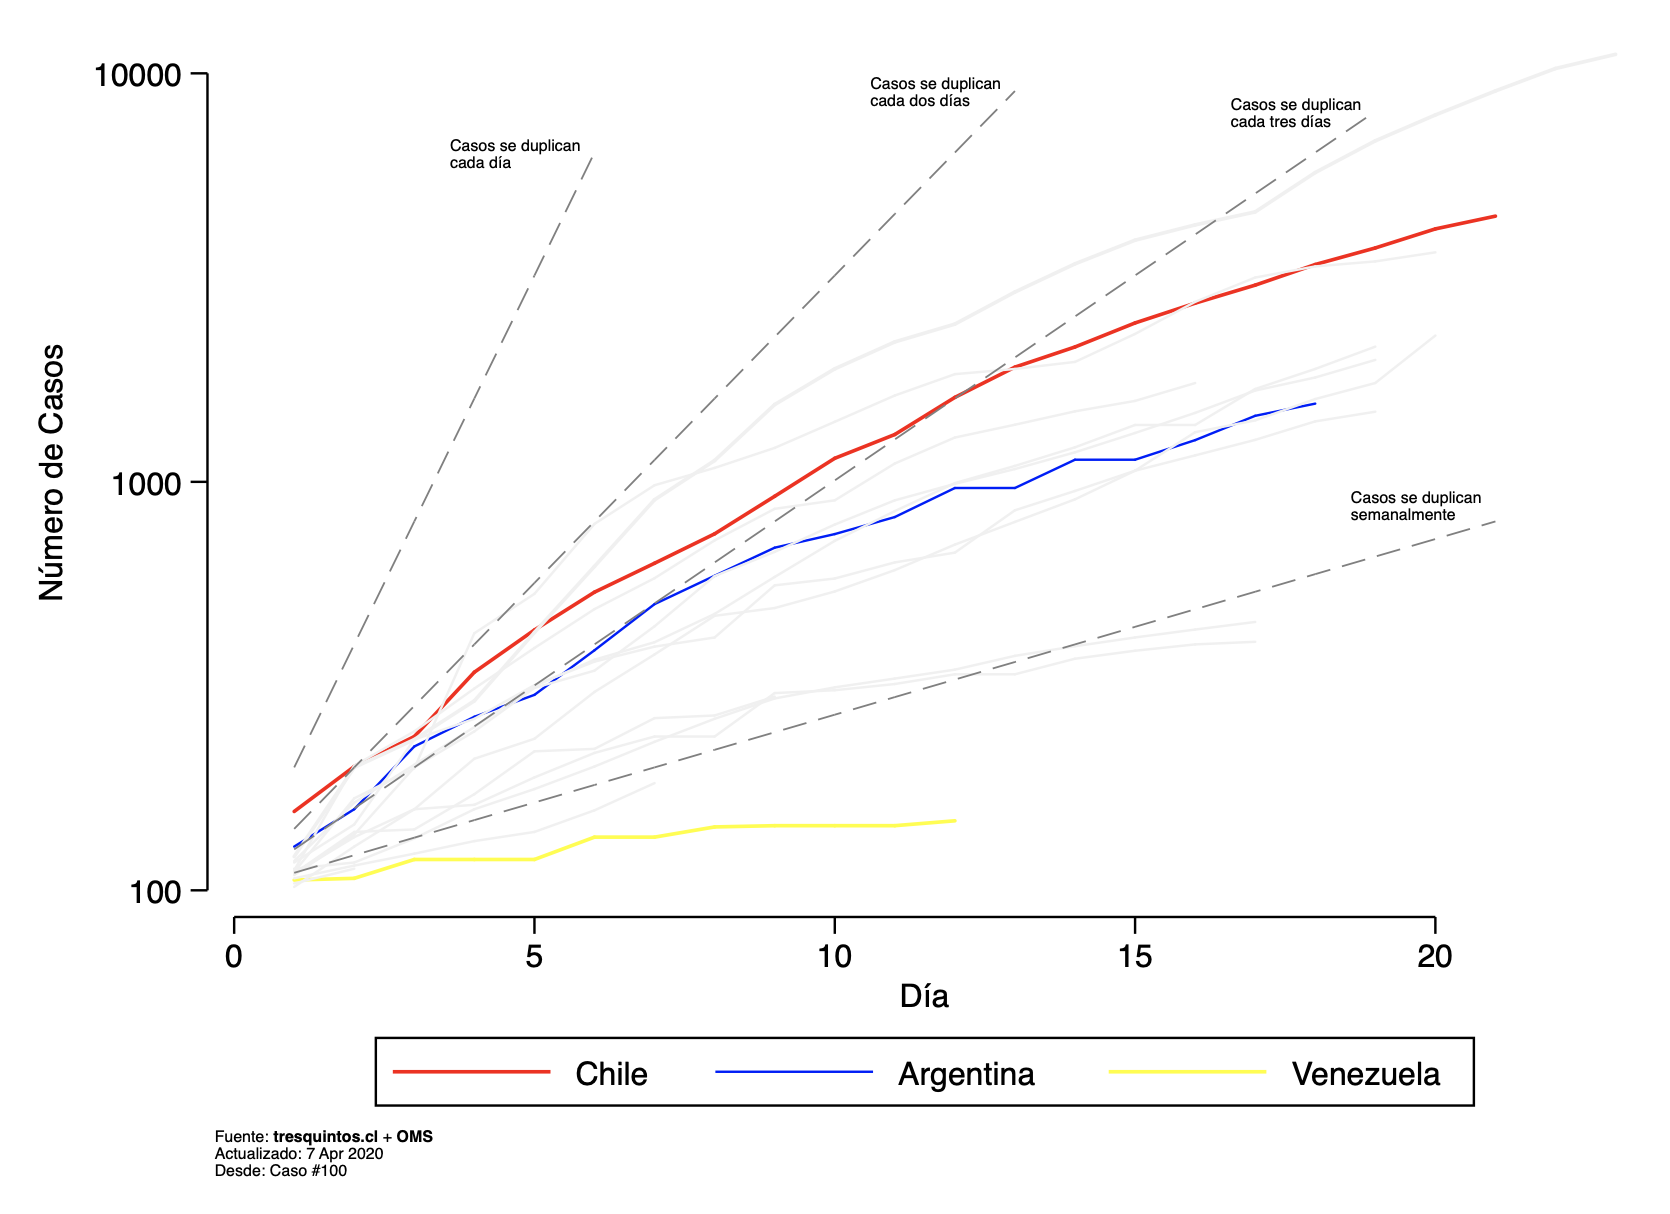 10000
Casos se duplican
cada dos días
Casos se duplican
cada tres días
Casos se duplican
cada día
Número de Casos
1000
Casos se duplican
semanalmente
100
0 5 10 15 20
Día
Chile Argentina Venezuela
Fuente: tresquintos.cl + OMS
Actualizado: 7 Apr 2020
Desde: Caso #100